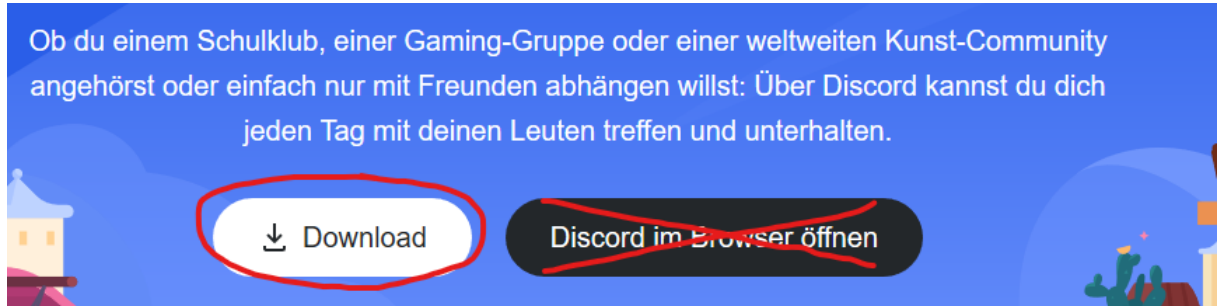 Ob du einem Schulklub, einer Gaming-Gruppe oder einer weltweiten Kunst-Community
angehörst oder einfach nur mit Freunden abhängen willst: Über Discord kannst du dich
jeden Tag mit deinen Leuten treffen und unterhalten.
Download
Discord im Browser öffnen